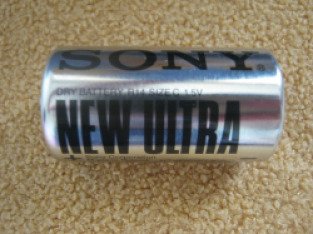 SONY®
DRY BATTERY R14 SIZE C 1.5V
NEW ULTRA